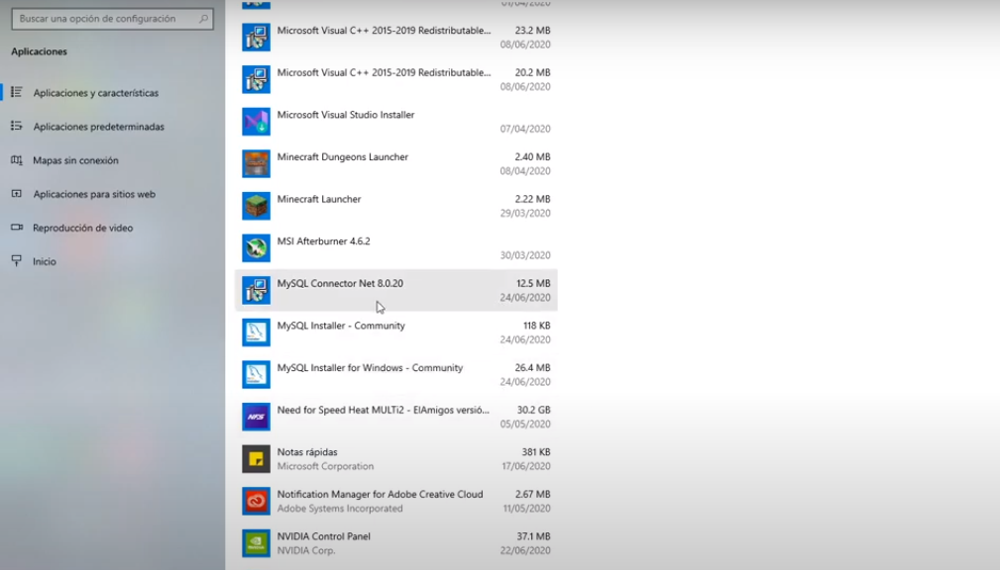 Buscar una opción de configuración
Aplicaciones
Aplicaciones y características
Aplicaciones predeterminadas
Mapas sin conexión
Aplicaciones para sitios web
Reproducción de video
Inicio
01/04/2020
Microsoft Visual C++ 2015-2019 Redistributable... 23.2 MB
08/06/2020
Microsoft Visual C++ 2015-2019 Redistributable... 20.2 MB
08/06/2020
Microsoft Visual Studio Installer
07/04/2020
Minecraft Dungeons Launcher 2.40 MB
08/04/2020
Minecraft Launcher 2.22 MB
29/03/2020
MSI Afterburner 4.6.2
30/03/2020
MySQL Connector Net 8.0.20 12.5 MB
24/06/2020
MySQL Installer - Community 118 KB
24/06/2020
MySQL Installer for Windows - Community 26.4 MB
24/06/2020
NFS
Need for Speed Heat MULTi2 - ElAmigos versió... 30.2 GB
05/05/2020
Notas rápidas 381 KB
Microsoft Corporation 17/06/2020
Notification Manager for Adobe Creative Cloud 2.67 MB
Adobe Systems Incorporated 11/05/2020
NVIDIA Control Panel 37.1 MB
NVIDIA Corp. 22/06/2020